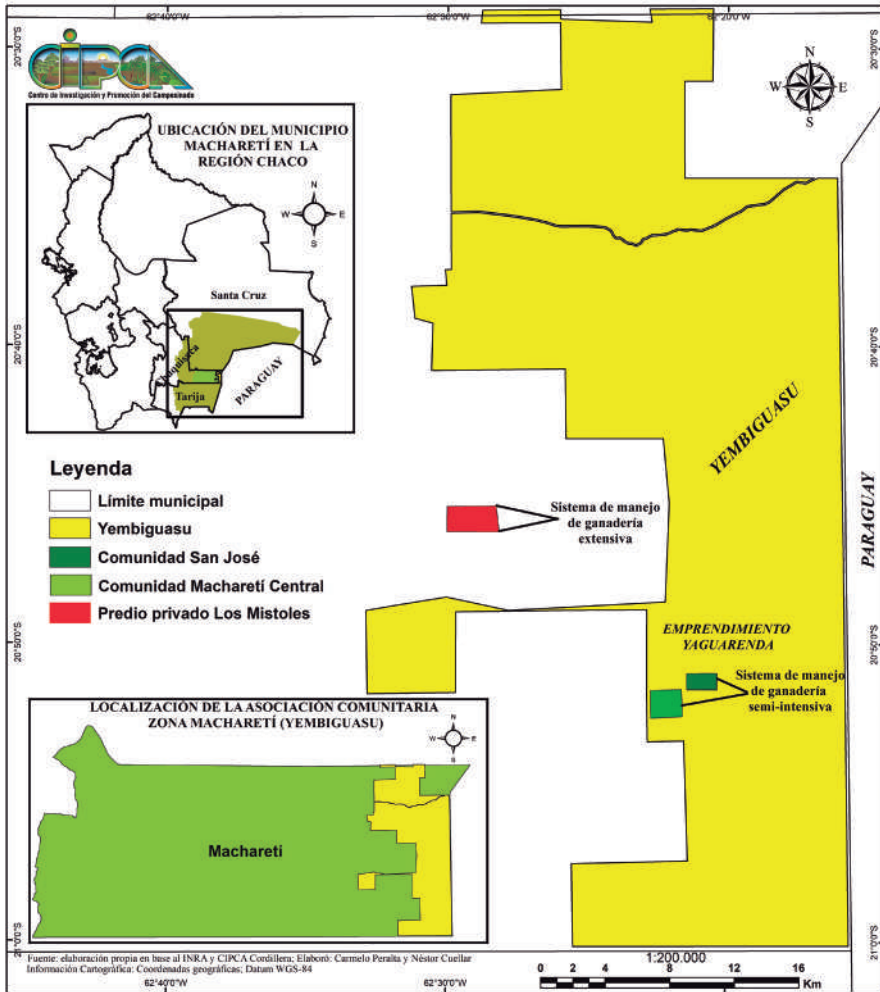 62°40'0"W
62°30'0"W
62°20'0"W
20°30'0"S
20°30'0"S
CIPCA
Centro de Investigación y Promoción del Campesinado
N
W E
S
UBICACIÓN DEL MUNICIPIO
MACHARETÍ EN LA
REGIÓN CHACO
N
W E
S
Santa Cruz
Chuquisaca
Tarija
PARAGUAY
20°40'0"S
20°40'0"S
YEMBIGUASU
PARAGUAY
Leyenda
Límite municipal
Yembiguasu
Comunidad San José
Comunidad Macharetí Central
Predio privado Los Mistoles
Sistema de manejo
de ganadería
extensiva
20°50'0"S
20°50'0"S
EMPRENDIMIENTO
YAGUARENDA
Sistema de manejo
de ganadería
semi-intensiva
LOCALIZACIÓN DE LA ASOCIACIÓN COMUNITARIA
ZONA MACHARETÍ (YEMBIGUASU)
N
W E
S
Macharetí
21°0'0"S
21°0'0"S
Fuente: elaboración propia en base al INRA y CIPCA Cordillera; Elaboró: Carmelo Peralta y Néstor Cuellar
Información Cartográfica: Coordenadas geográficas; Datum WGS-84
1:200.000
0 2 4 8 12 16
Km
62°40'0"W
62°30'0"W